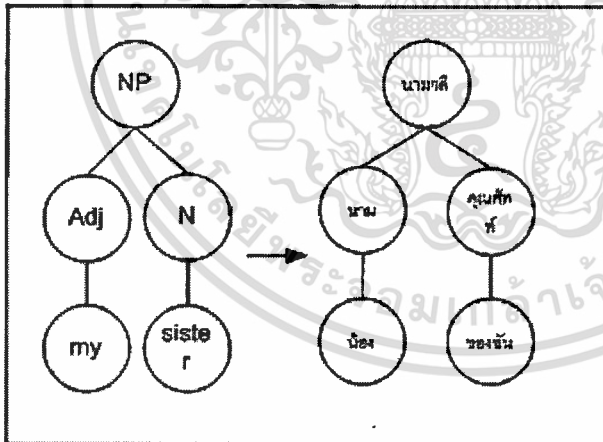 NP
นามวลี
Adj
N
นาม
คุณศัพ
ท์
my
siste
r
น้อง
ของฉัน